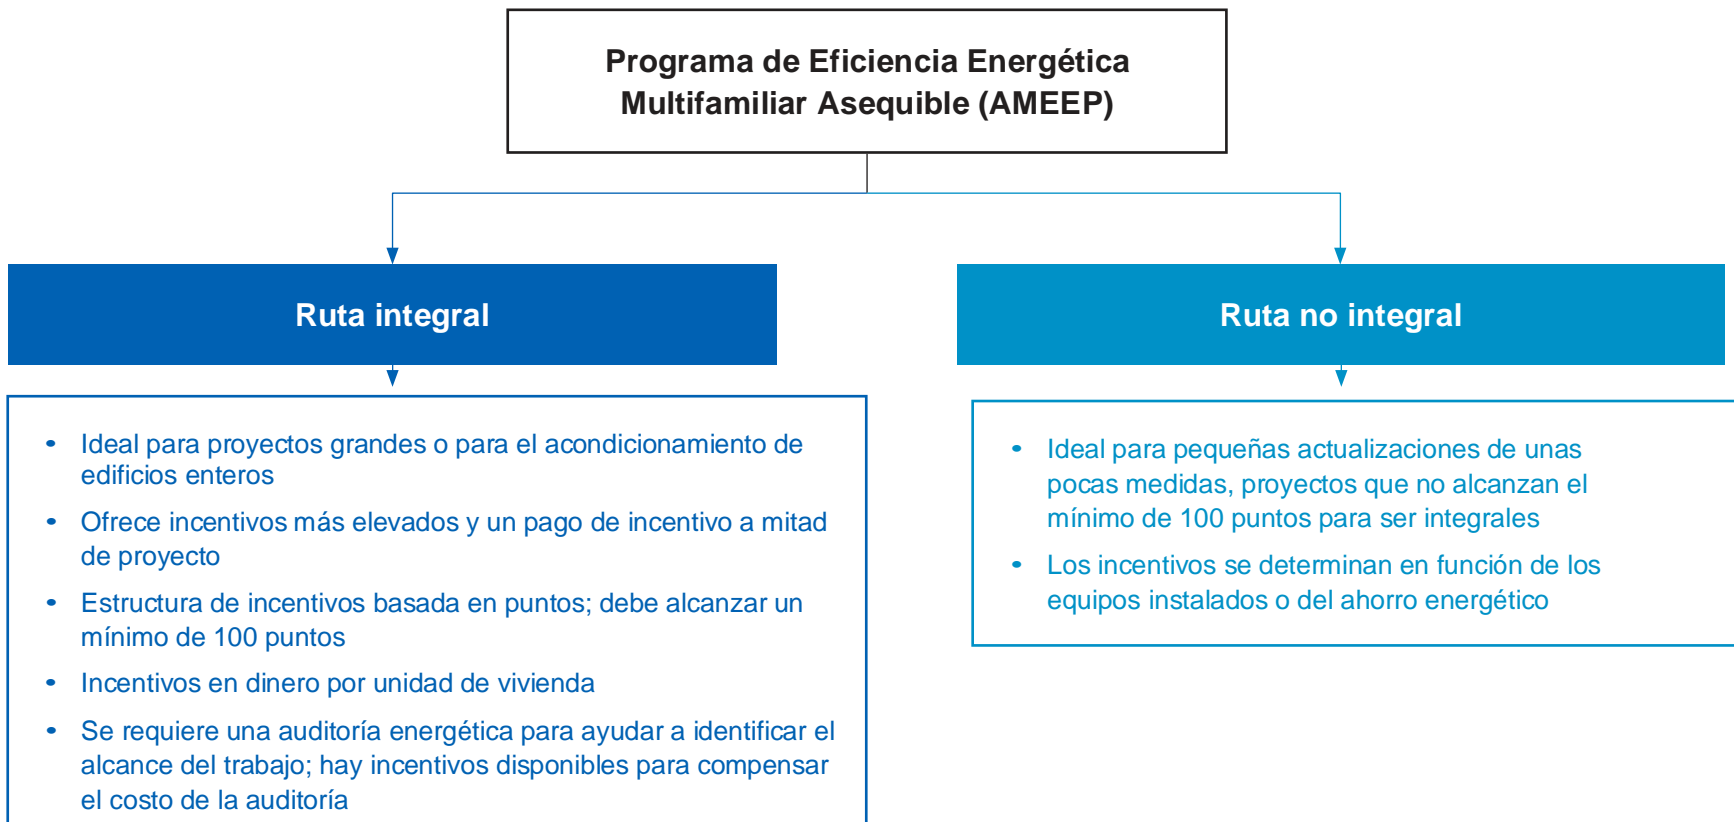 Programa de Eficiencia Energética
Multifamiliar Asequible (AMEEP)
Ruta integral
• Ideal para proyectos grandes o para el acondicionamiento de
edificios enteros
• Ofrece incentivos más elevados y un pago de incentivo a mitad
de proyecto
• Estructura de incentivos basada en puntos; debe alcanzar un
mínimo de 100 puntos
• Incentivos en dinero por unidad de vivienda
• Se requiere una auditoría energética para ayudar a identificar el
alcance del trabajo; hay incentivos disponibles para compensar
el costo de la auditoría
Ruta no integral
• Ideal para pequeñas actualizaciones de unas
pocas medidas, proyectos que no alcanzan el
mínimo de 100 puntos para ser integrales
• Los incentivos se determinan en función de los
equipos instalados o del ahorro energético